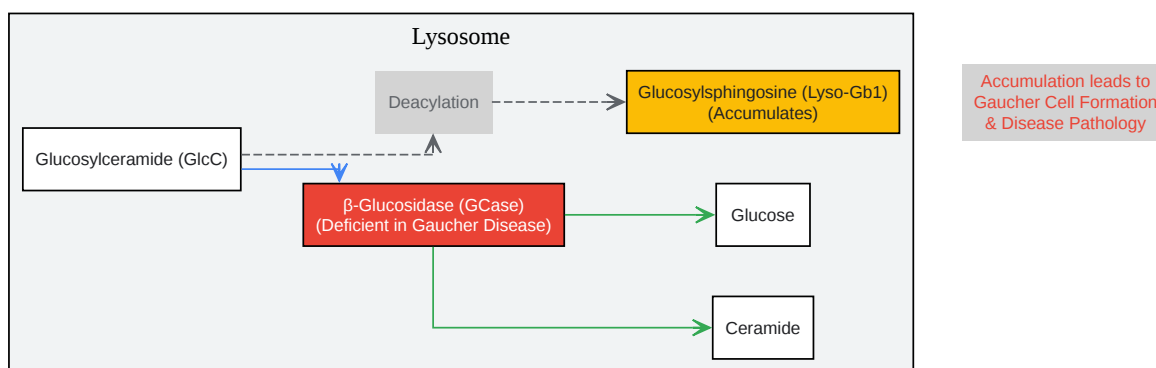 Lysosome
Deacylation
Glucosylsphingosine (Lyso-Gb1)
(Accumulates)
Accumulation leads to
Gaucher Cell Formation
& Disease Pathology
Glucosylceramide (GlcC)
β-Glucosidase (GCase)
(Deficient in Gaucher Disease)
Glucose
Ceramide